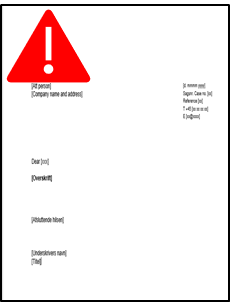 [Att person]
[Company name and address]
[d. mmmm yyyy]
Sagsnr. Case no. [xx]
Reference [xx]
T +45 [xx xx xx xx]
E [xx@xxxx]
Dear [xxx]
[Overskrift]
[Afsluttende hilsen]
[Underskrivers navn]
[Titel]